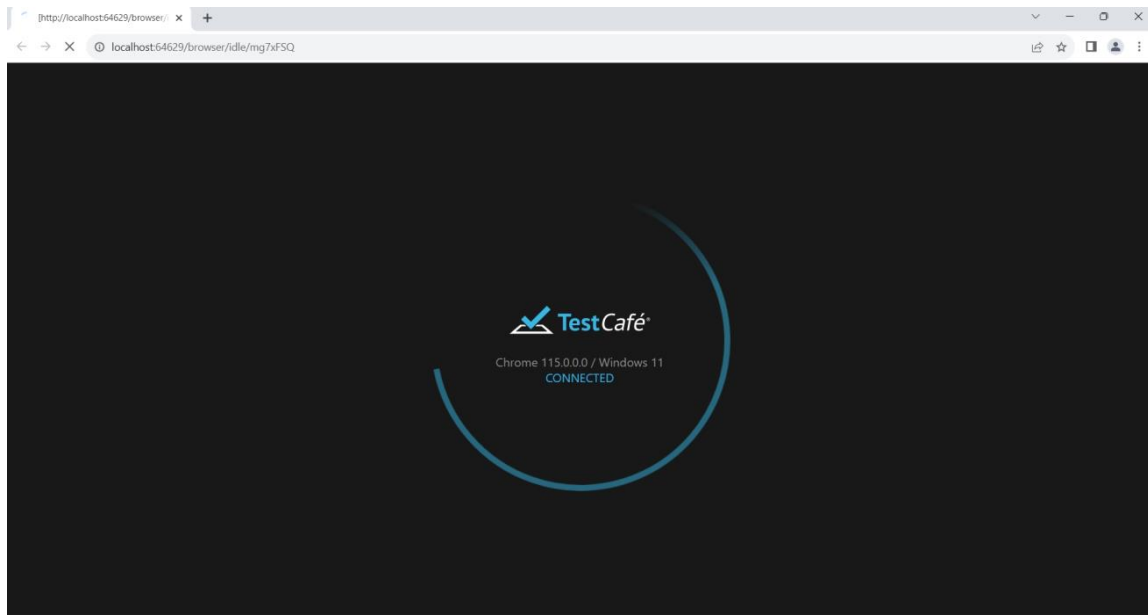 [http://localhost:64629/browser/i
localhost:64629/browser/idle/mg7xFSQ
TestCafé®
Chrome 115.0.0.0 / Windows 11
CONNECTED